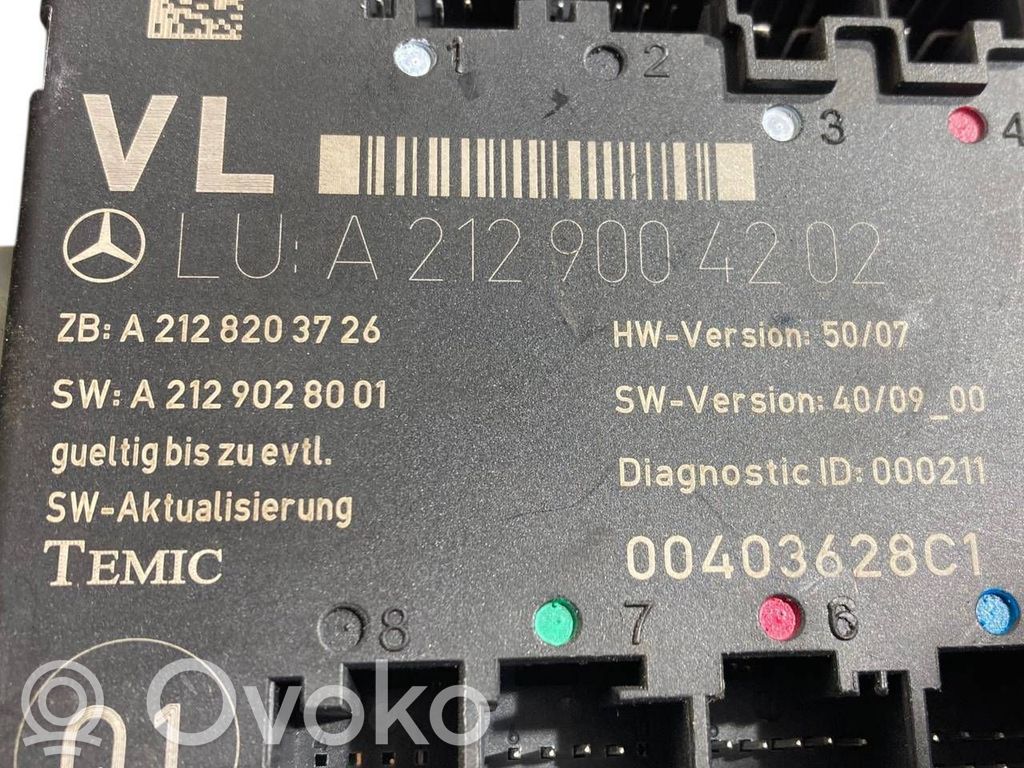 1 2
VL
3 4
LU: A 212 900 42 02
ZB: A 212 820 37 26
HW-Version: 50/07
SW: A 212 902 80 01
SW-Version: 40/09_00
gueltig bis zu evtl.
Diagnostic ID: 000211
SW-Aktualisierung
TEMIC
00403628C1
8 7 6
01
Ovoko